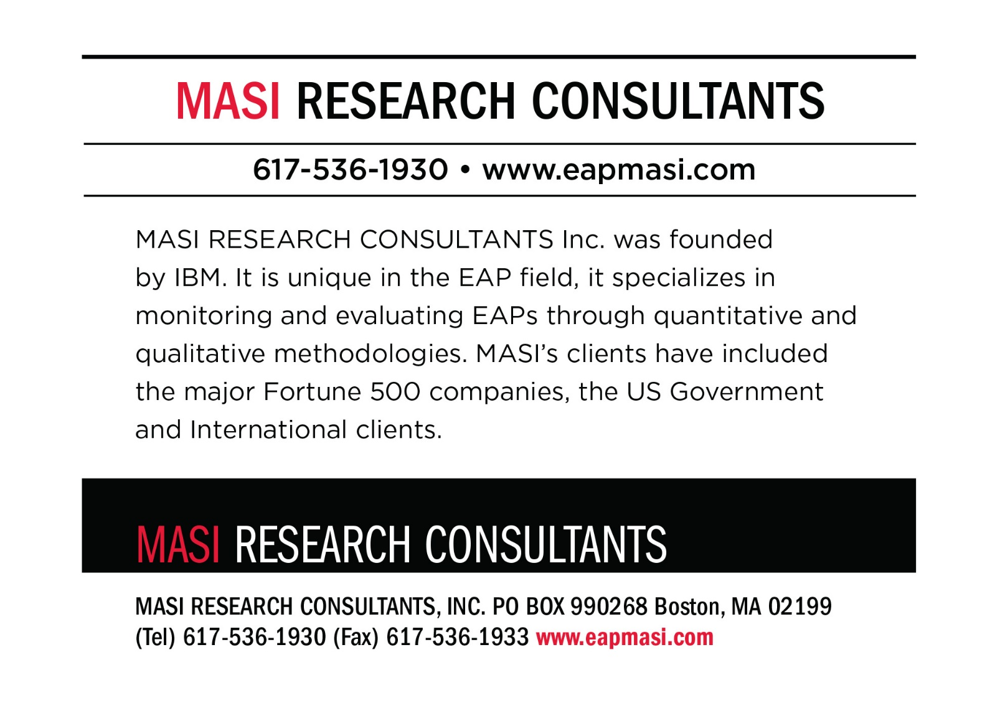 MASI RESEARCH CONSULTANTS
617-536-1930 • www.eapmasi.com
MASI RESEARCH CONSULTANTS Inc. was founded
by IBM. It is unique in the EAP field, it specializes in
monitoring and evaluating EAPs through quantitative and
qualitative methodologies. MASI’s clients have included
the major Fortune 500 companies, the US Government
and International clients.
MASI RESEARCH CONSULTANTS
MASI RESEARCH CONSULTANTS, INC. PO BOX 990268 Boston, MA 02199
(Tel) 617-536-1930 (Fax) 617-536-1933 www.eapmasi.com